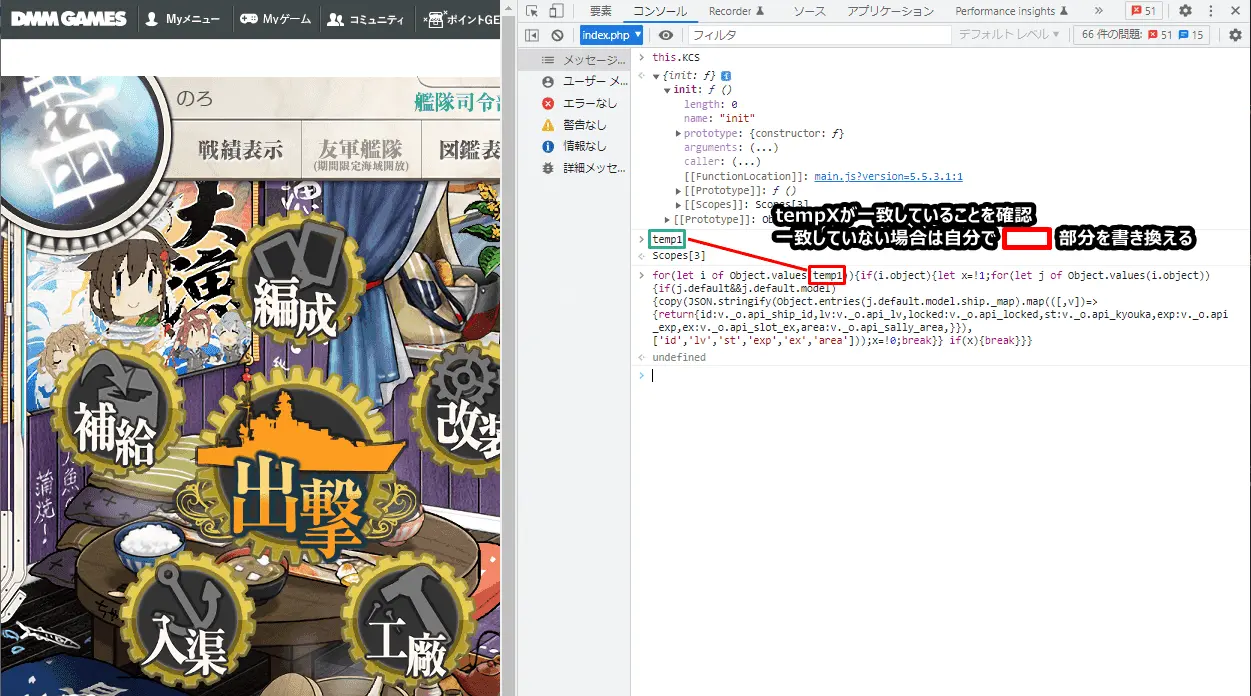 DMM GAMES
Myメニュー
Myゲーム
コミュニティ
ポイントGE
のろ
艦隊司令部
戦績表示
友軍艦隊
(期間限定海域開放)
図鑑表
大漁
編成
補給
出撃
改装
入渠
工廠
蒲焼!
要素
コンソール
Recorder
ソース
アプリケーション
Performance insights
»
51
index.php
フィルタ
デフォルト レベル
66 件の問題:
51
15
メッセージ...
ユーザー メ...
エラーなし
警告なし
情報なし
詳細メッセ...
> this.KCS
{init: ƒ}
init: ƒ ()
length: 0
name: "init"
prototype: {constructor: ƒ}
arguments: (...)
caller: (...)
[[FunctionLocation]]: main.js?version=5.5.3.1:1
[[Prototype]]: ƒ ()
[[Scopes]]: Scopes[3]
[[Prototype]]: O
tempXが一致していることを確認
一致していない場合は自分で 部分を書き換える
> temp1
Scopes[3]
> for(let i of Object.values(temp1)){if(i.object){let x=!1;for(let j of Object.values(i.object))
{if(j.default&&j.default.model)
{copy(JSON.stringify(Object.entries(j.default.model.ship._map).map(([,v])=>
{return{id:v._o.api_ship_id,lv:v._o.api_lv,locked:v._o.api_locked,st:v._o.api_kyouka,exp:v._o.api
_exp,ex:v._o.api_slot_ex,area:v._o.api_sally_area,}}),
['id','lv','st','exp','ex','area']));x=!0;break}} if(x){break}}}
undefined
>